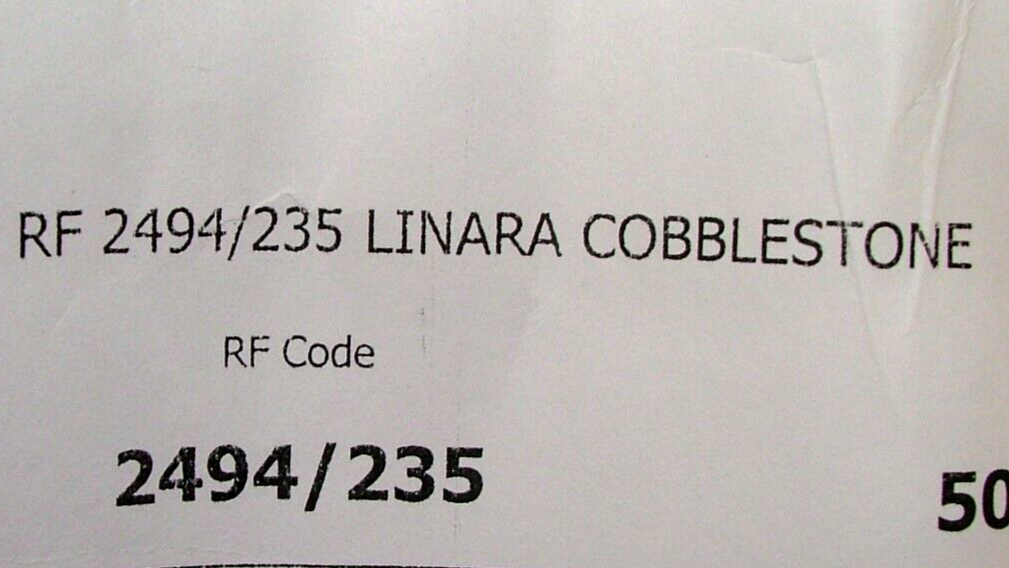 RF 2494/235 LINARA COBBLESTONE
RF Code
2494/235 50